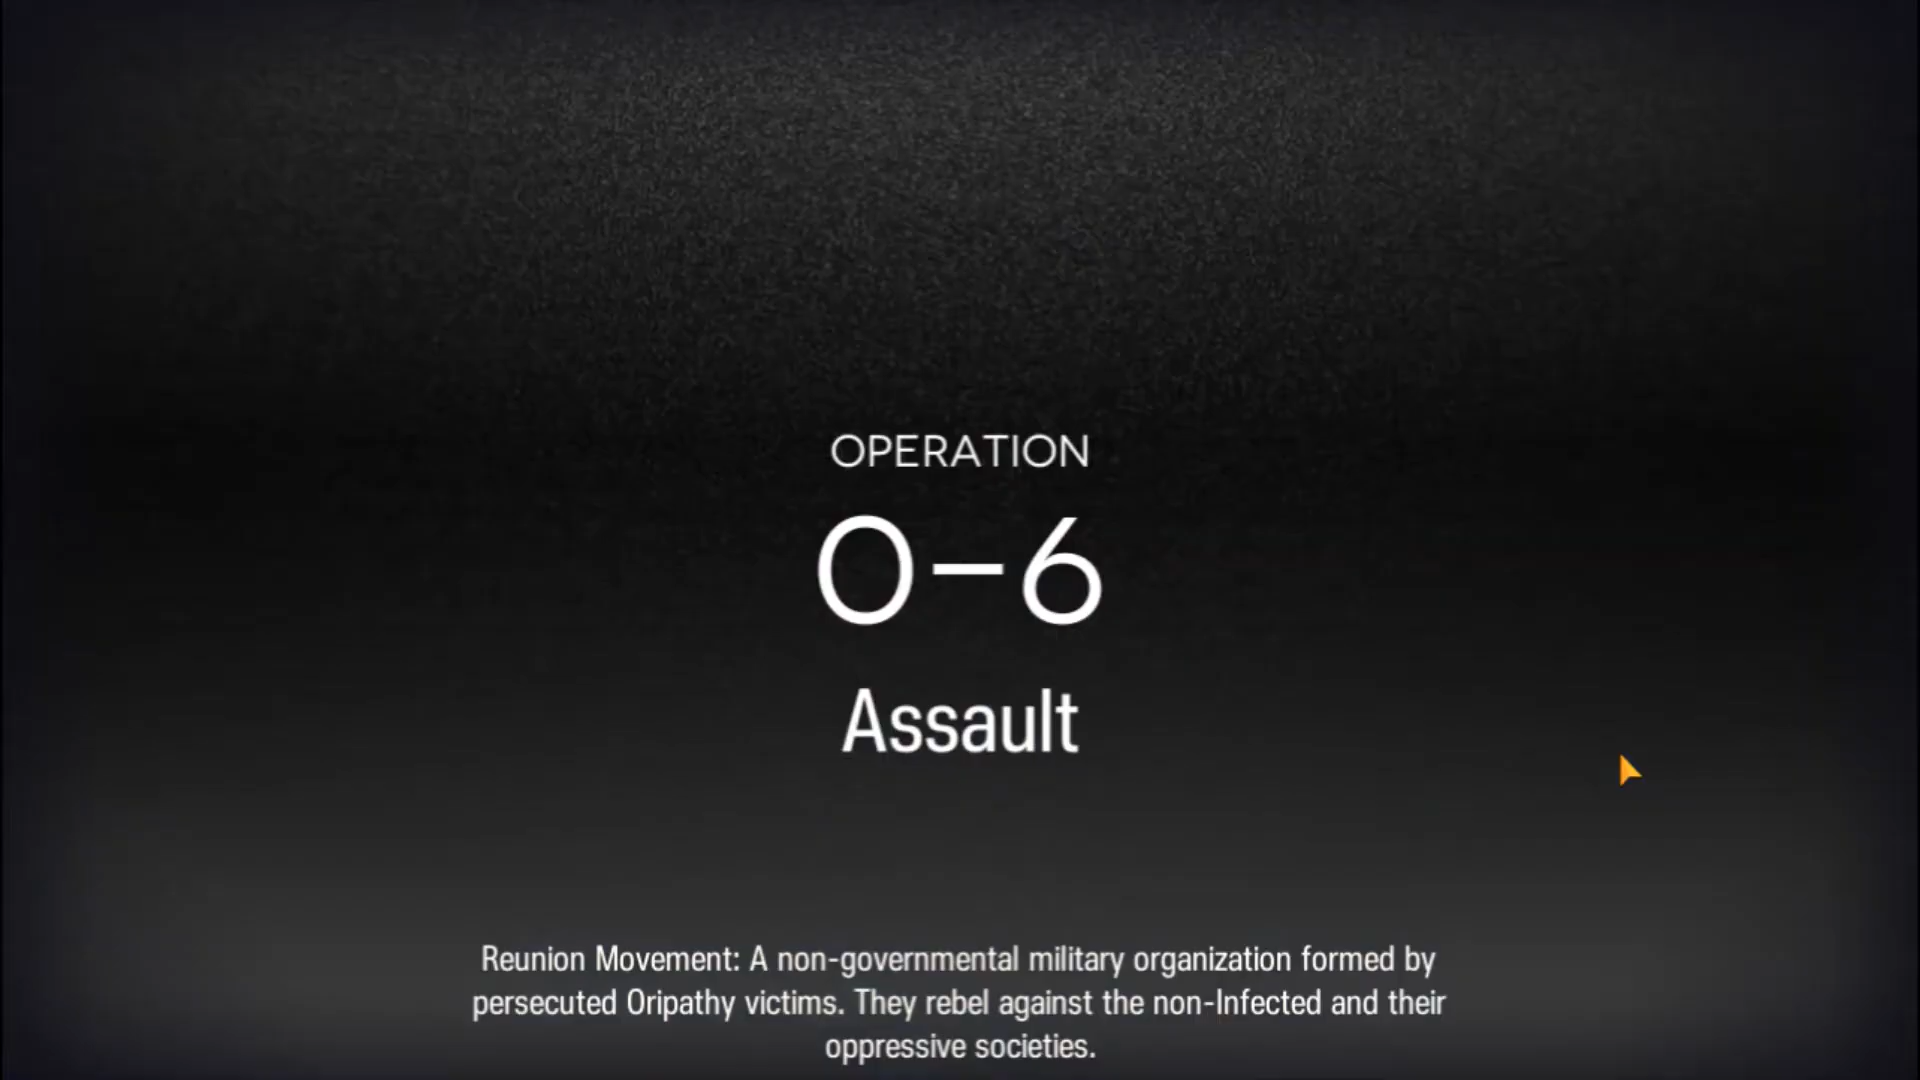 OPERATION
0-6
Assault
Reunion Movement: A non-governmental military organization formed by
persecuted Oripathy victims. They rebel against the non-Infected and their
oppressive societies.